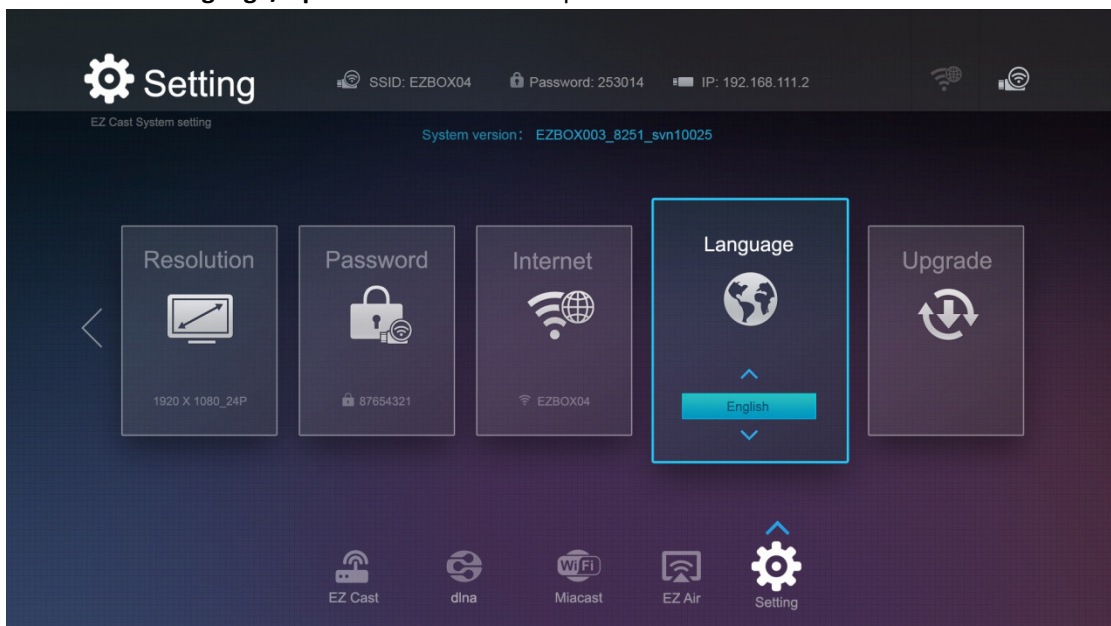 Setting
SSID: EZBOX04
Password: 253014
IP: 192.168.111.2
EZ Cast System setting
System version： EZBOX003_8251_svn10025
Resolution
Password
Internet
Language
Upgrade
1920 X 1080_24P
87654321
EZBOX04
English
EZ Cast
dlna
WiFi
Miacast
EZ Air
Setting